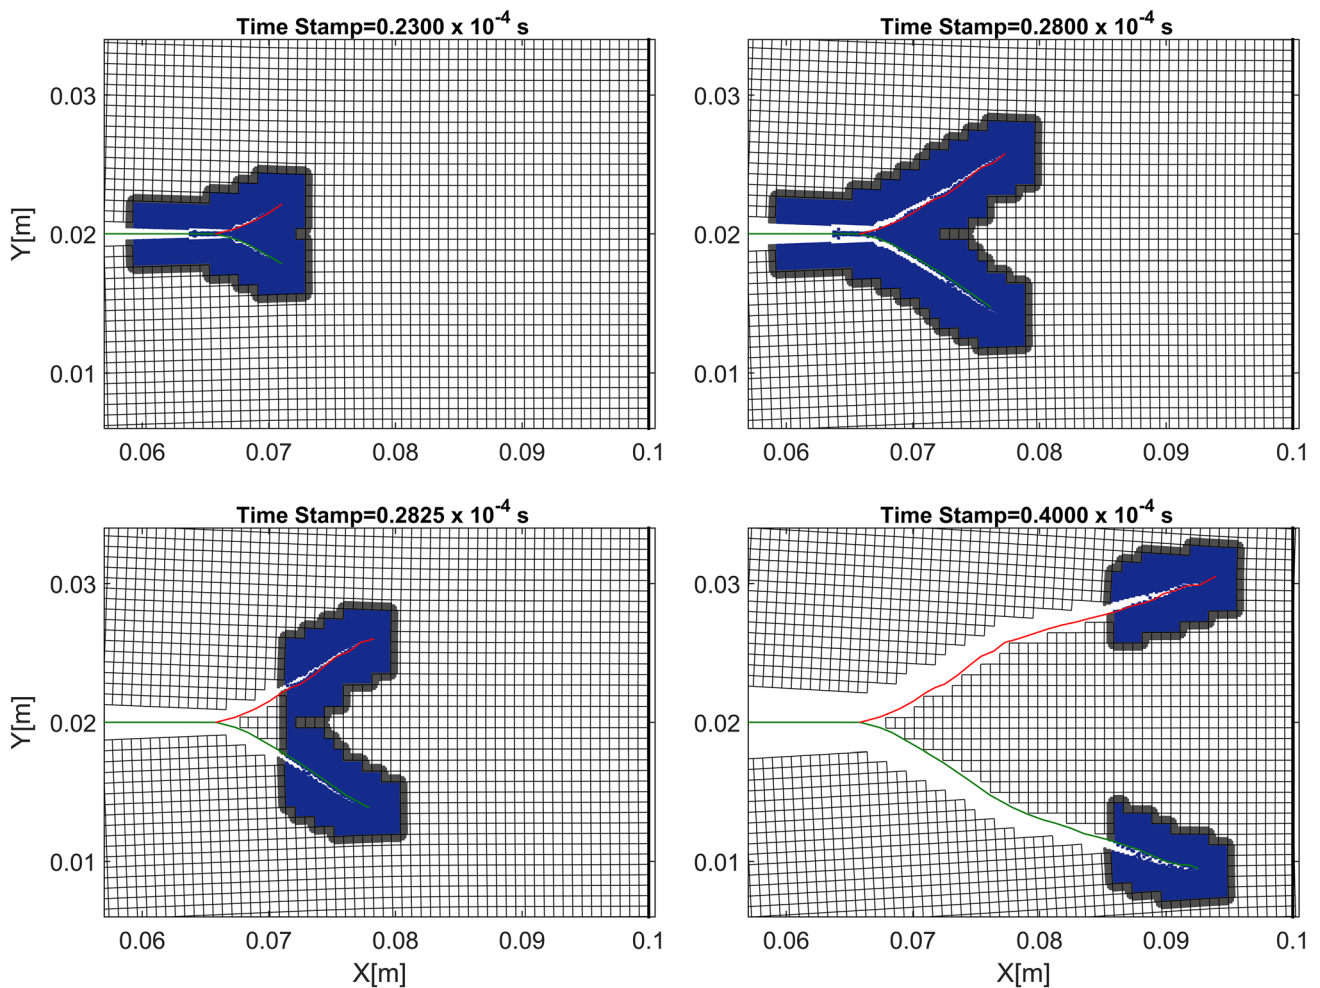 Time Stamp=0.2300 x 10⁻⁴ s
Y[m]
0.03
0.02
0.01
0.06 0.07 0.08 0.09 0.1
Time Stamp=0.2800 x 10⁻⁴ s
0.03
0.02
0.01
0.06 0.07 0.08 0.09 0.1
Time Stamp=0.2825 x 10⁻⁴ s
Y[m]
0.03
0.02
0.01
0.06 0.07 0.08 0.09 0.1
X[m]
Time Stamp=0.4000 x 10⁻⁴ s
0.03
0.02
0.01
0.06 0.07 0.08 0.09 0.1
X[m]